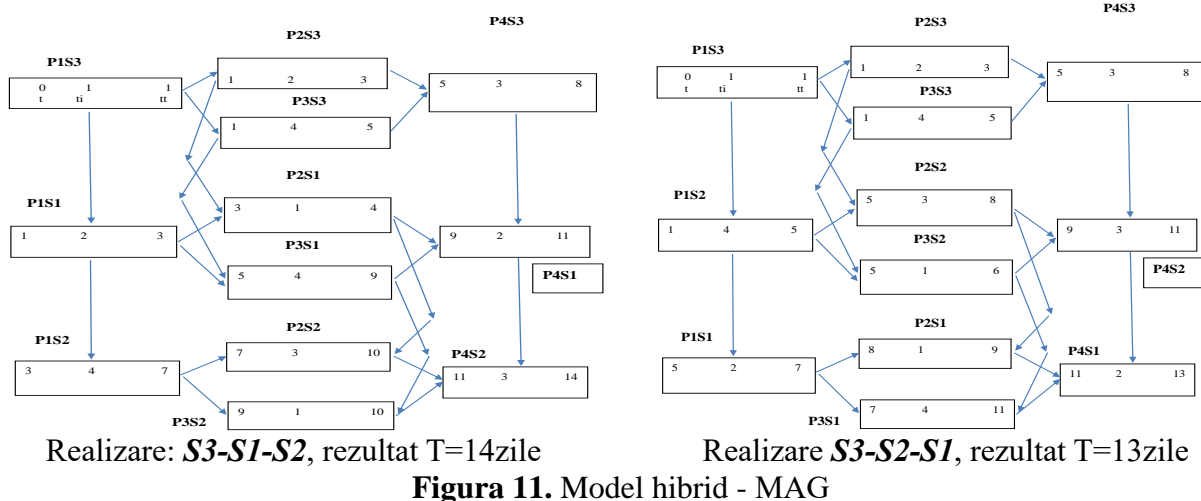 P2S3
P1S3
0 1 1
t ti tt
1 2 3
5 3 8
P3S3
1 4 5
P2S1
P1S1
3 1 4
1 2 3
9 2 11
P3S1
5 4 9
P4S1
P2S2
P1S2
7 3 10
P4S2
3 4 7
11 3 14
P3S2
9 1 10
Realizare: S3-S1-S2, rezultat T=14zile
P4S3
P2S3
P4S3
P1S3
0 1 1
t ti tt
1 2 3
5 3 8
P3S3
1 4 5
P2S2
P1S2
5 3 8
1 4 5
9 3 11
P3S2
5 1 6
P4S2
P2S1
P1S1
8 1 9
P4S1
5 2 7
11 2 13
P3S1
7 4 11
Realizare S3-S2-S1, rezultat T=13zile
Figura 11. Model hibrid - MAG